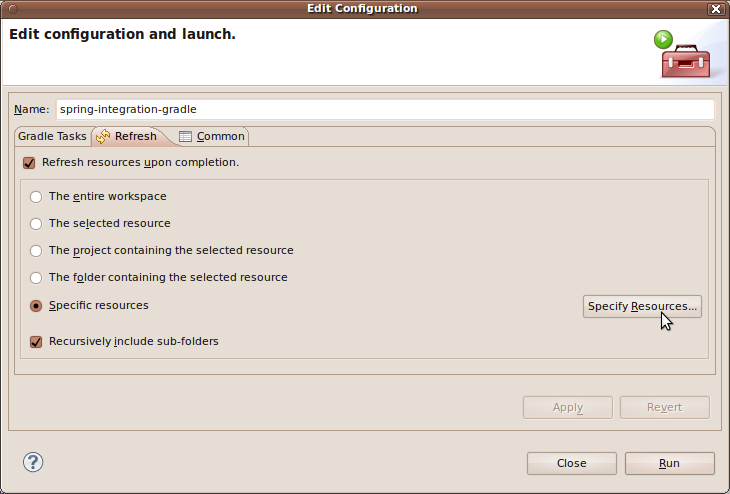 Edit Configuration
Edit configuration and launch.
Name: spring-integration-gradle
Gradle Tasks Refresh Common
Refresh resources upon completion.
The entire workspace
The selected resource
The project containing the selected resource
The folder containing the selected resource
Specific resources Specify Resources...
Recursively include sub-folders
Apply Revert
? Close Run